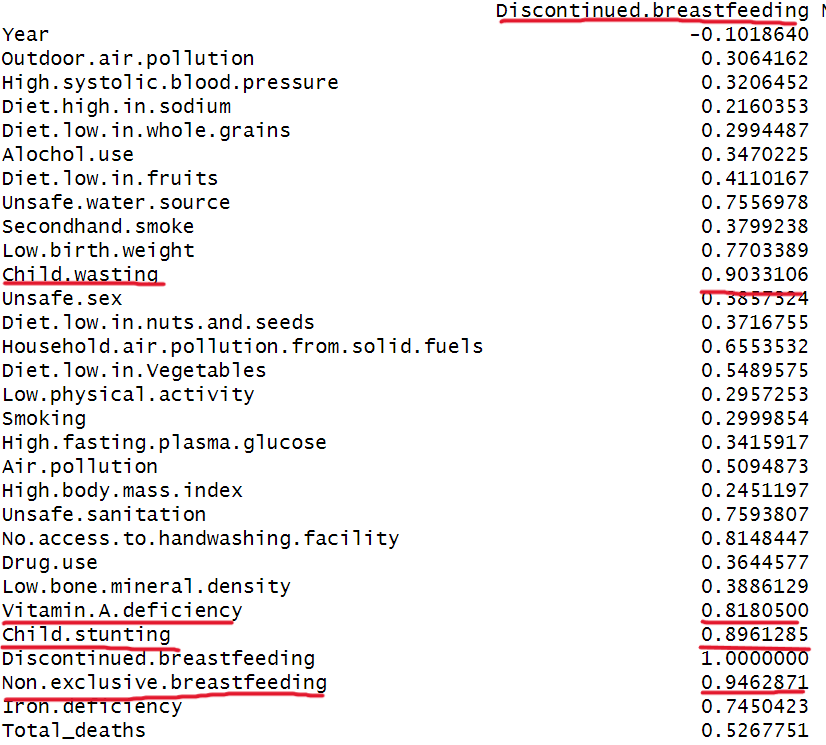 Discontinued.breastfeeding
Year -0.1018640
Outdoor.air.pollution 0.3064162
High.systolic.blood.pressure 0.3206452
Diet.high.in.sodium 0.2160353
Diet.low.in.whole.grains 0.2994487
Alochol.use 0.3470225
Diet.low.in.fruits 0.4110167
Unsafe.water.source 0.7556978
Secondhand.smoke 0.3799238
Low.birth.weight 0.7703389
Child.wasting 0.9033106
Unsafe.sex 0.3857324
Diet.low.in.nuts.and.seeds 0.3716755
Household.air.pollution.from.solid.fuels 0.6553532
Diet.low.in.Vegetables 0.5489575
Low.physical.activity 0.2957253
Smoking 0.2999854
High.fasting.plasma.glucose 0.3415917
Air.pollution 0.5094873
High.body.mass.index 0.2451197
Unsafe.sanitation 0.7593807
No.access.to.handwashing.facility 0.8148447
Drug.use 0.3644577
Low.bone.mineral.density 0.3886129
Vitamin.A.deficiency 0.8180500
Child.stunting 0.8961285
Discontinued.breastfeeding 1.0000000
Non.exclusive.breastfeeding 0.9462871
Iron.deficiency 0.7450423
Total_deaths 0.5267751